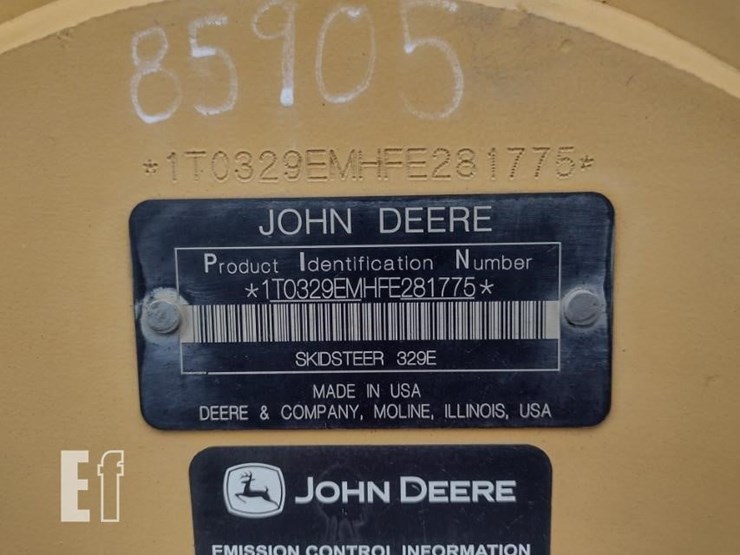 85905
*1T0329EMHFE281775*
JOHN DEERE
Product Identification Number
*1T0329EMHFE281775*
SKIDSTEER 329E
MADE IN USA
DEERE & COMPANY, MOLINE, ILLINOIS, USA
Ef
JOHN DEERE
EMISSION CONTROL INFORMATION